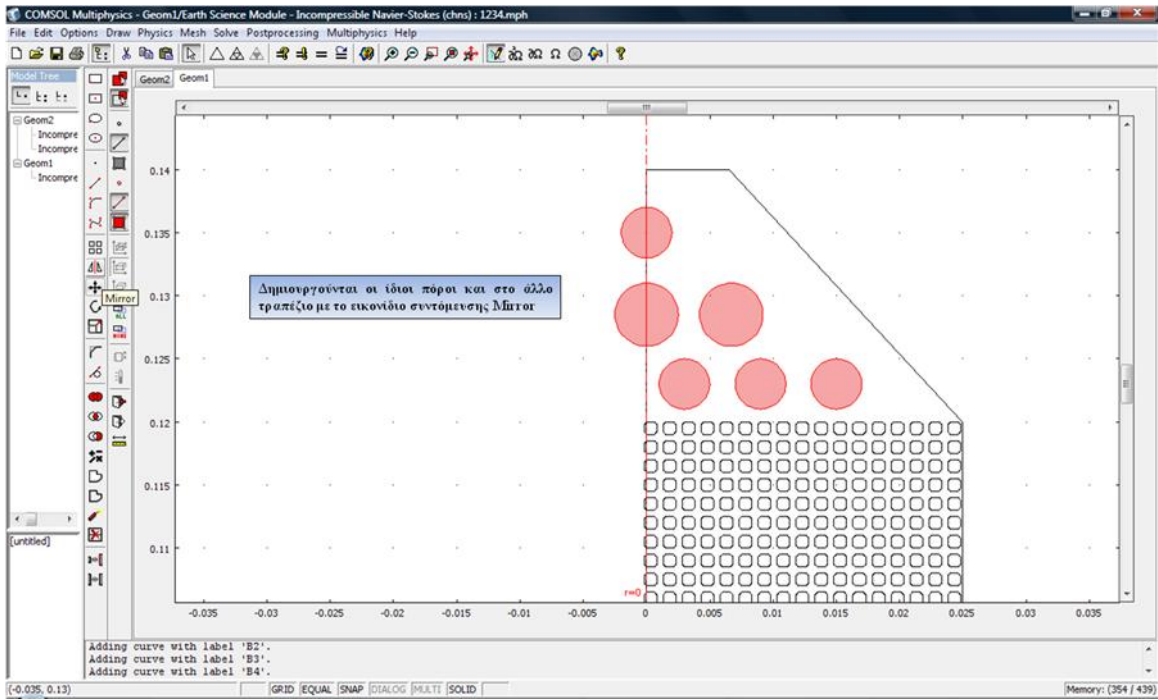 COMSOL Multiphysics - Geom1/Earth Science Module - Incompressible Navier-Stokes (chns) : 1234.mph
File Edit Options Draw Physics Mesh Solve Postprocessing Multiphysics Help
Model Tree
Geom2 Geom1
Geom2
Incompre
Incompre
Geom1
Incompre
0.14
0.135
0.13
0.125
0.12
0.115
0.11
Mirror
Δημιουργούνται οι ίδιοι πόροι και στο άλλο
τραπέζιο με το εικονίδιο συντόμευσης Mirror
r=0
-0.035 -0.03 -0.025 -0.02 -0.015 -0.01 -0.005 0 0.005 0.01 0.015 0.02 0.025 0.03 0.035
[untitled]
Adding curve with label 'B2'.
Adding curve with label 'B3'.
Adding curve with label 'B4'.
(-0.035, 0.13) GRID EQUAL SNAP DIALOG MULTI SOLID Memory: (354 / 439)